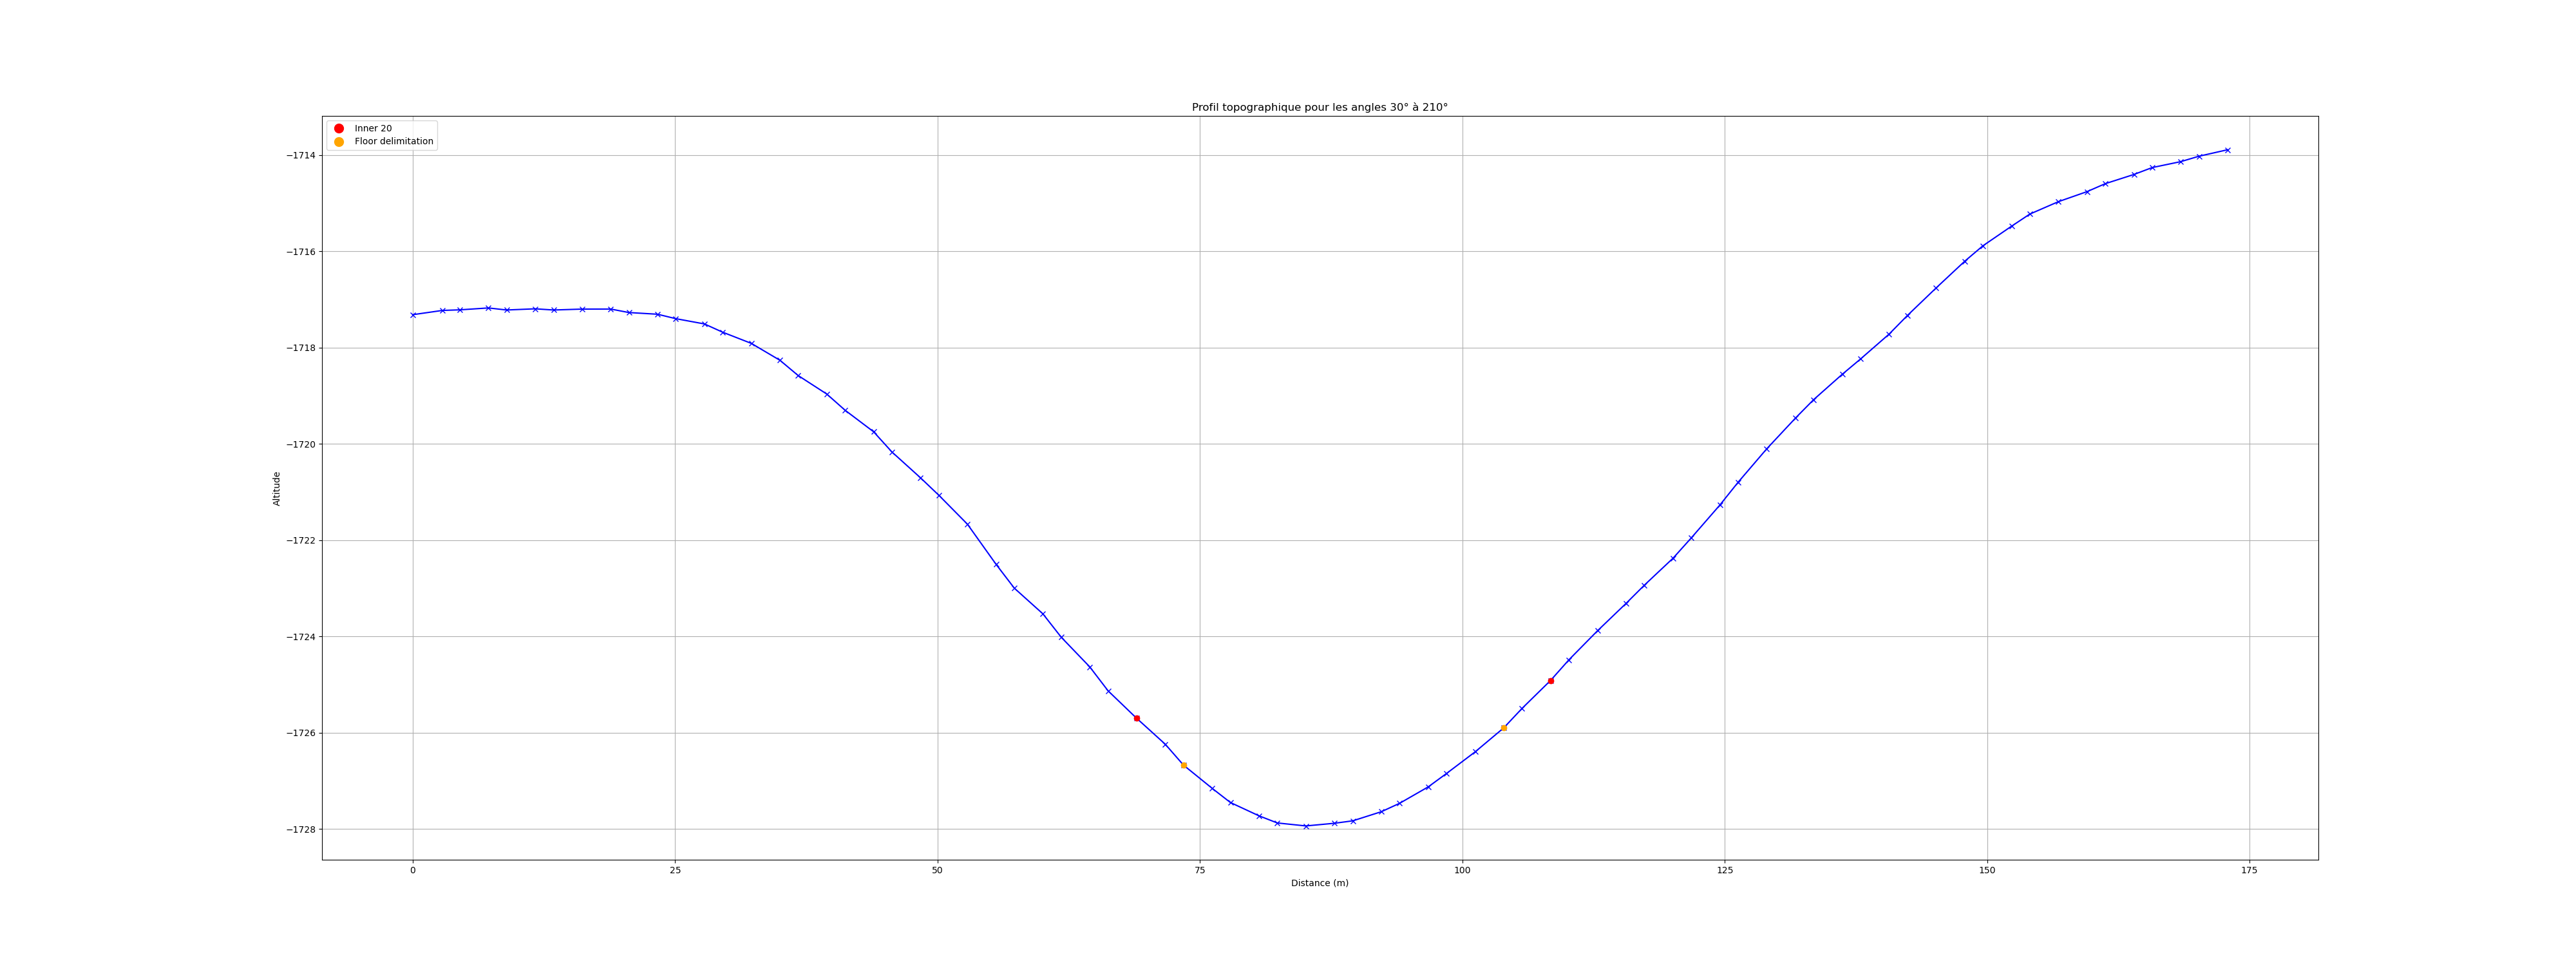 Profil topographique pour les angles 30° à 210°
Inner 20
Floor delimitation
−1714
−1716
−1718
−1720
−1722
−1724
−1726
−1728
Altitude
0 25 50 75 100 125 150 175
Distance (m)